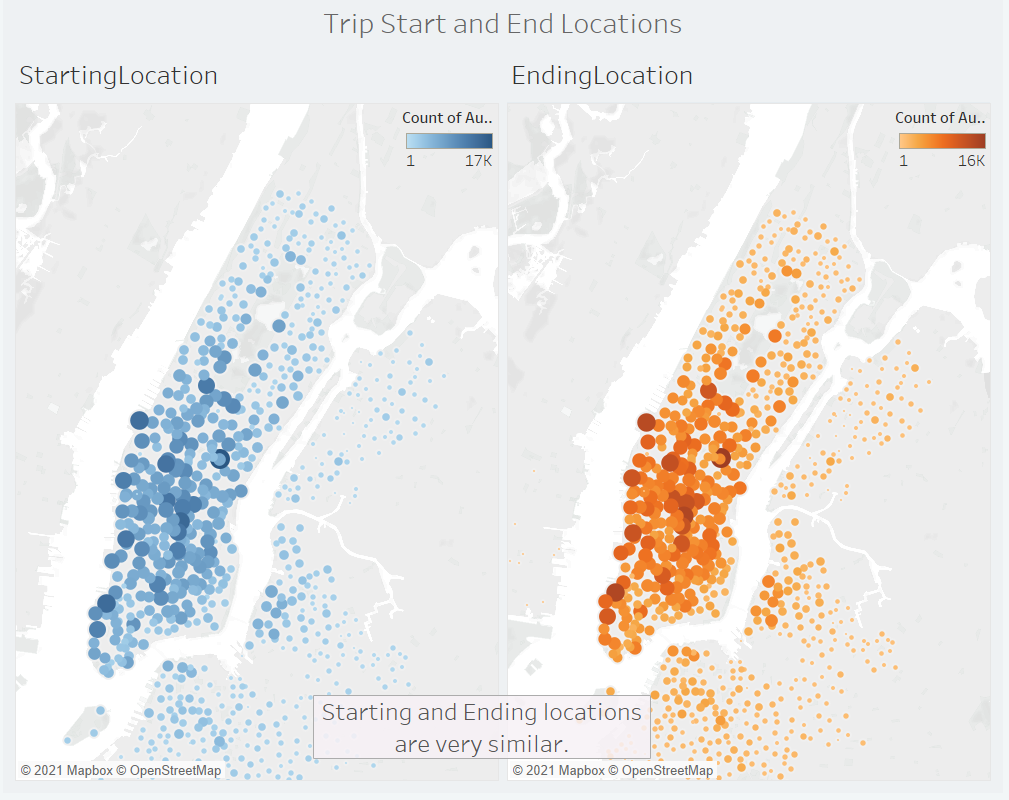 Trip Start and End Locations
StartingLocation
Count of Au..
1 17K
© 2021 Mapbox © OpenStreetMap
EndingLocation
Count of Au..
1 16K
© 2021 Mapbox © OpenStreetMap
Starting and Ending locations
are very similar.